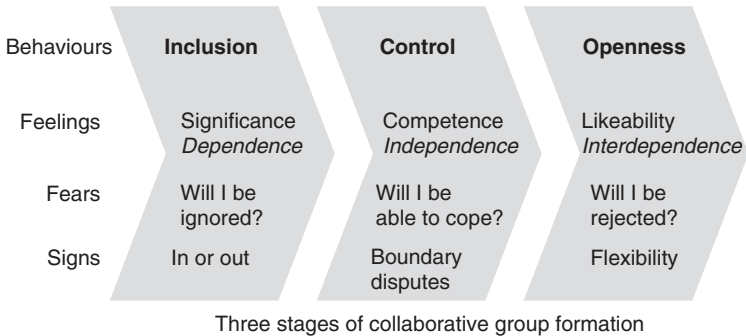 Behaviours Inclusion Control Openness
Feelings Significance Competence Likeability
Dependence Independence Interdependence
Fears Will I be Will I be Will I be
ignored? able to cope? rejected?
Signs In or out Boundary Flexibility
disputes
Three stages of collaborative group formation